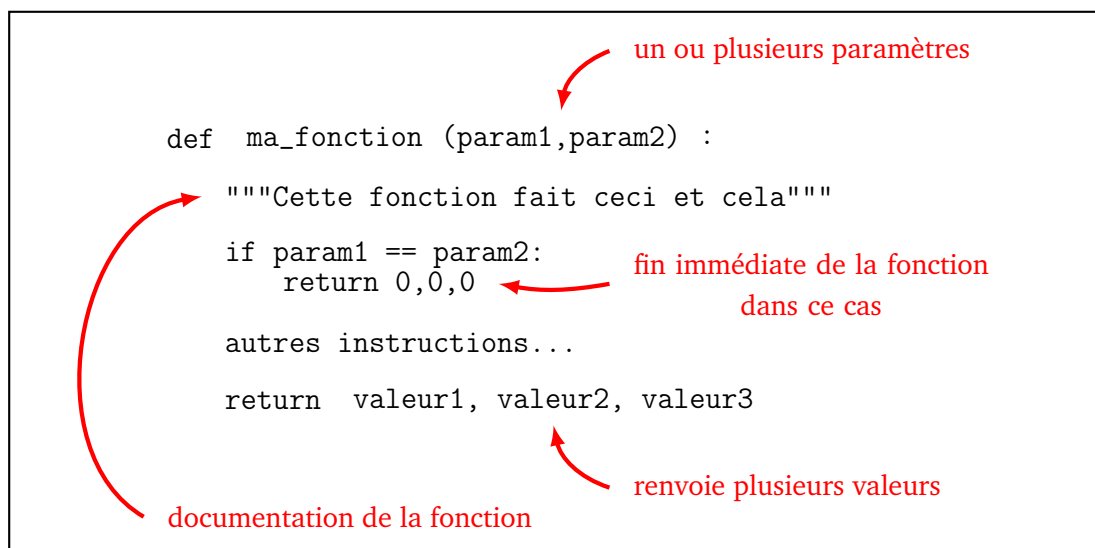 un ou plusieurs paramètres
def ma_fonction (param1,param2) :
"""Cette fonction fait ceci et cela"""
if param1 == param2:
return 0,0,0
fin immédiate de la fonction
dans ce cas
autres instructions...
return valeur1, valeur2, valeur3
renvoie plusieurs valeurs
documentation de la fonction